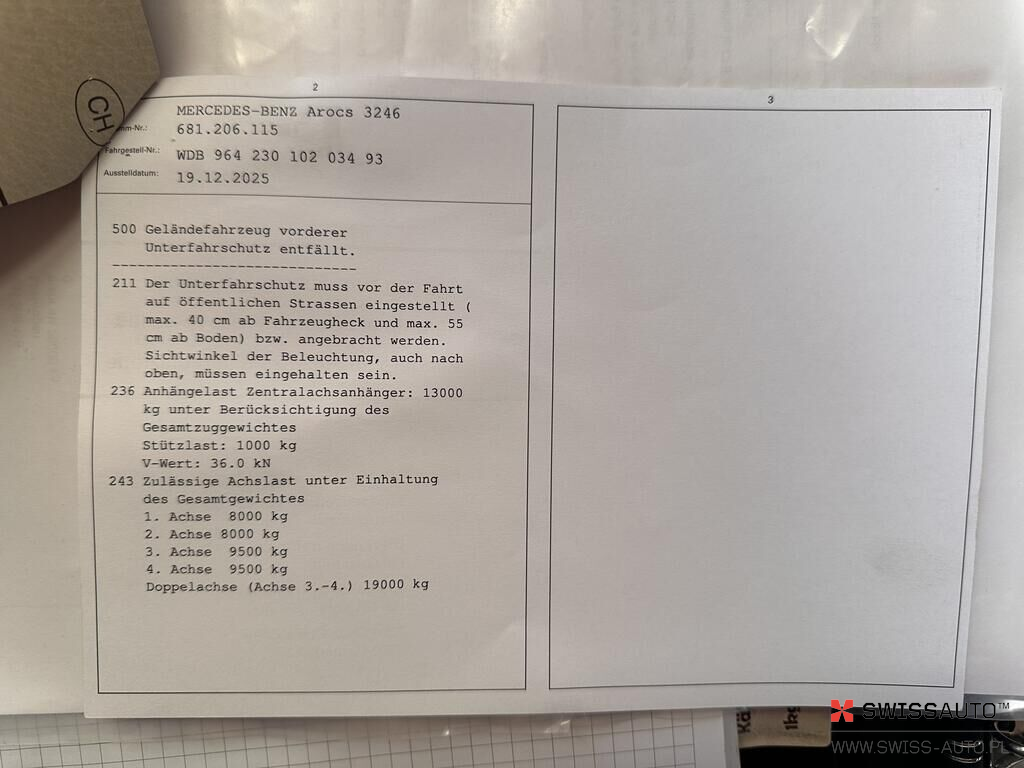 CH
2
MERCEDES-BENZ Arocs 3246
mm-Nr.: 681.206.115
Fahrgestell-Nr.: WDB 964 230 102 034 93
Ausstelldatum: 19.12.2025
500 Geländefahrzeug vorderer
Unterfahrschutz entfällt.
-----------------------------
211 Der Unterfahrschutz muss vor der Fahrt
auf öffentlichen Strassen eingestellt (
max. 40 cm ab Fahrzeugheck und max. 55
cm ab Boden) bzw. angebracht werden.
Sichtwinkel der Beleuchtung, auch nach
oben, müssen eingehalten sein.
236 Anhängelast Zentralachsanhänger: 13000
kg unter Berücksichtigung des
Gesamtzuggewichtes
Stützlast: 1000 kg
V-Wert: 36.0 kN
243 Zulässige Achslast unter Einhaltung
des Gesamtgewichtes
1. Achse 8000 kg
2. Achse 8000 kg
3. Achse 9500 kg
4. Achse 9500 kg
Doppelachse (Achse 3.-4.) 19000 kg
3
1kg
SWISSAUTO™
WWW.SWISS-AUTO.PL